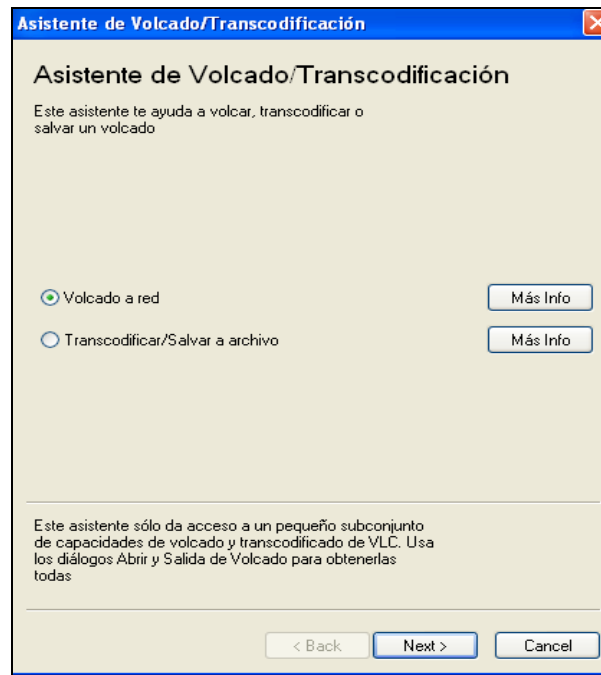 Asistente de Volcado/Transcodificación
Asistente de Volcado/Transcodificación
Este asistente te ayuda a volcar, transcodificar o
salvar un volcado
Volcado a red
Más Info
Transcodificar/Salvar a archivo
Más Info
Este asistente sólo da acceso a un pequeño subconjunto
de capacidades de volcado y transcodificado de VLC. Usa
los diálogos Abrir y Salida de Volcado para obtenerlas
todas
< Back
Next >
Cancel